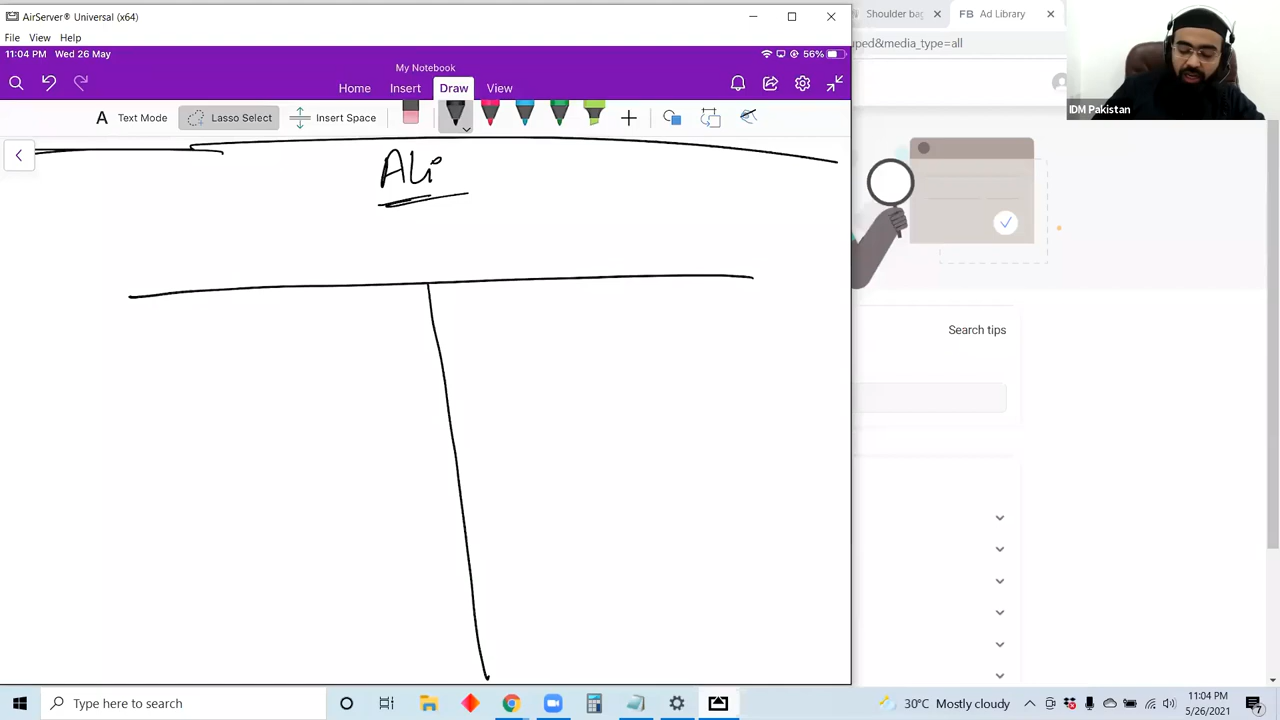 AirServer® Universal (x64)
File View Help
11:04 PM Wed 26 May
56%
My Notebook
Home Insert Draw View
A Text Mode Lasso Select Insert Space
Ali
Shoulder bag
FB Ad Library
uped&media_type=all
IDM Pakistan
Search tips
Type here to search
30°C Mostly cloudy
11:04 PM
5/26/2021
7